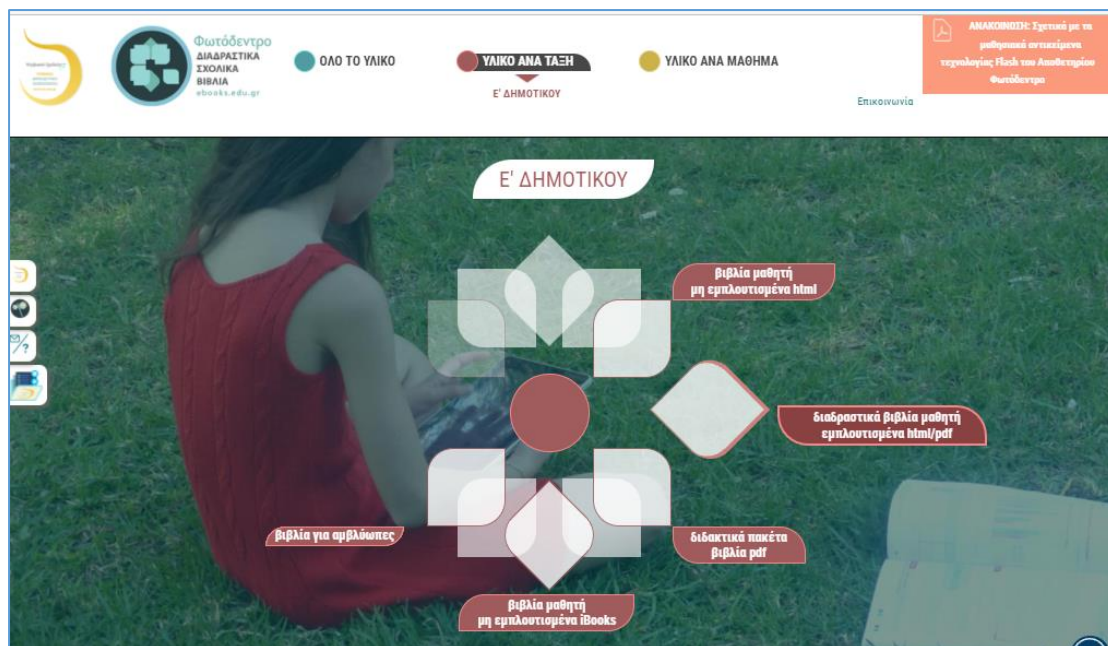 Φωτόδεντρο
ΔΙΑΔΡΑΣΤΙΚΑ
ΣΧΟΛΙΚΑ
ΒΙΒΛΙΑ
ebooks.edu.gr
ΟΛΟ ΤΟ ΥΛΙΚΟ
ΥΛΙΚΟ ΑΝΑ ΤΑΞΗ
Ε' ΔΗΜΟΤΙΚΟΥ
ΥΛΙΚΟ ΑΝΑ ΜΑΘΗΜΑ
Επικοινωνία
ΑΝΑΚΟΙΝΩΣΗ: Σχετικά με τα
μαθησιακά αντικείμενα
τεχνολογίας Flash του Αποθετηρίου
Φωτόδεντρο
Ε' ΔΗΜΟΤΙΚΟΥ
βιβλία μαθητή
μη εμπλουτισμένα html
διαδραστικά βιβλία μαθητή
εμπλουτισμένα html/pdf
βιβλία για αμβλύωπες
διδακτικά πακέτα
βιβλία pdf
βιβλία μαθητή
μη εμπλουτισμένα iBooks